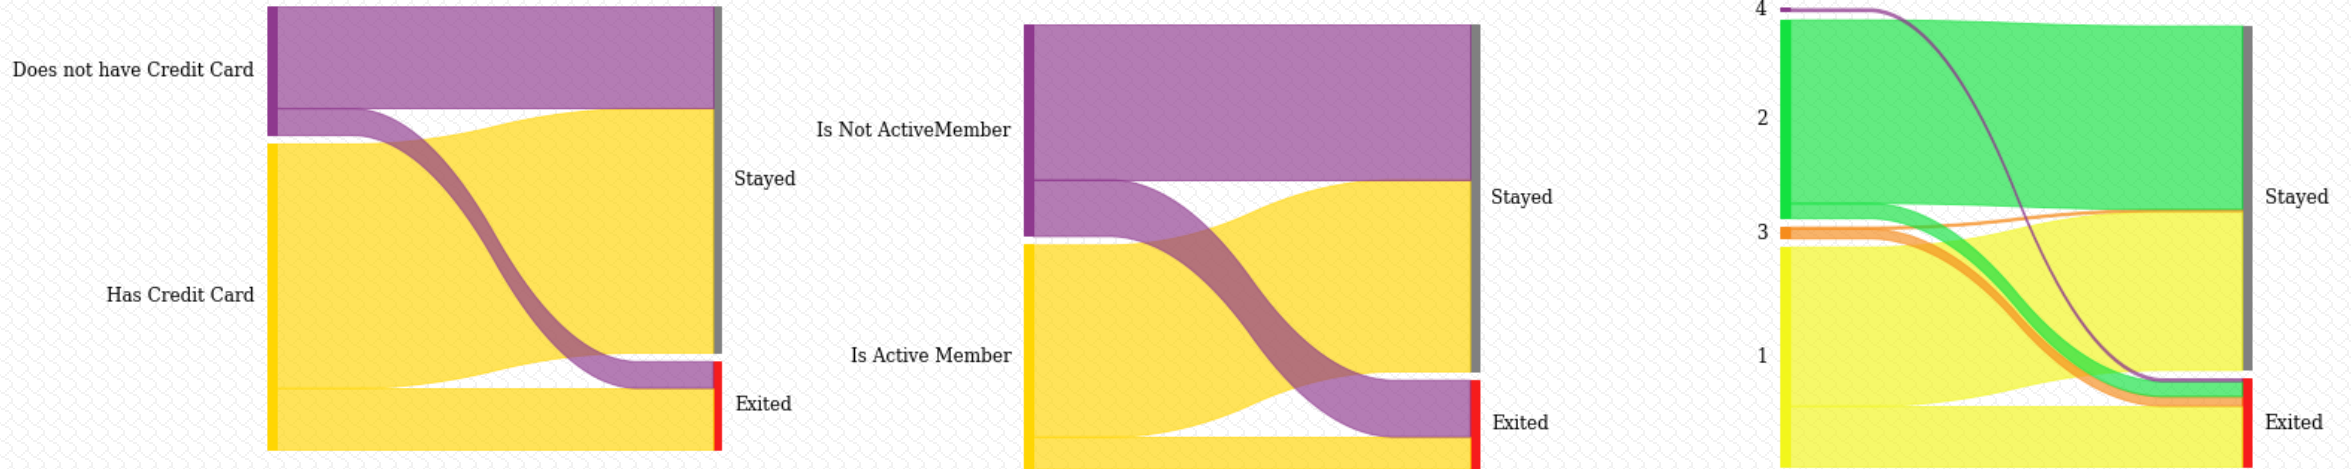 Does not have Credit Card
Has Credit Card
Stayed
Exited
Is Not ActiveMember
Is Active Member
Stayed
Exited
4
2
3
1
Stayed
Exited